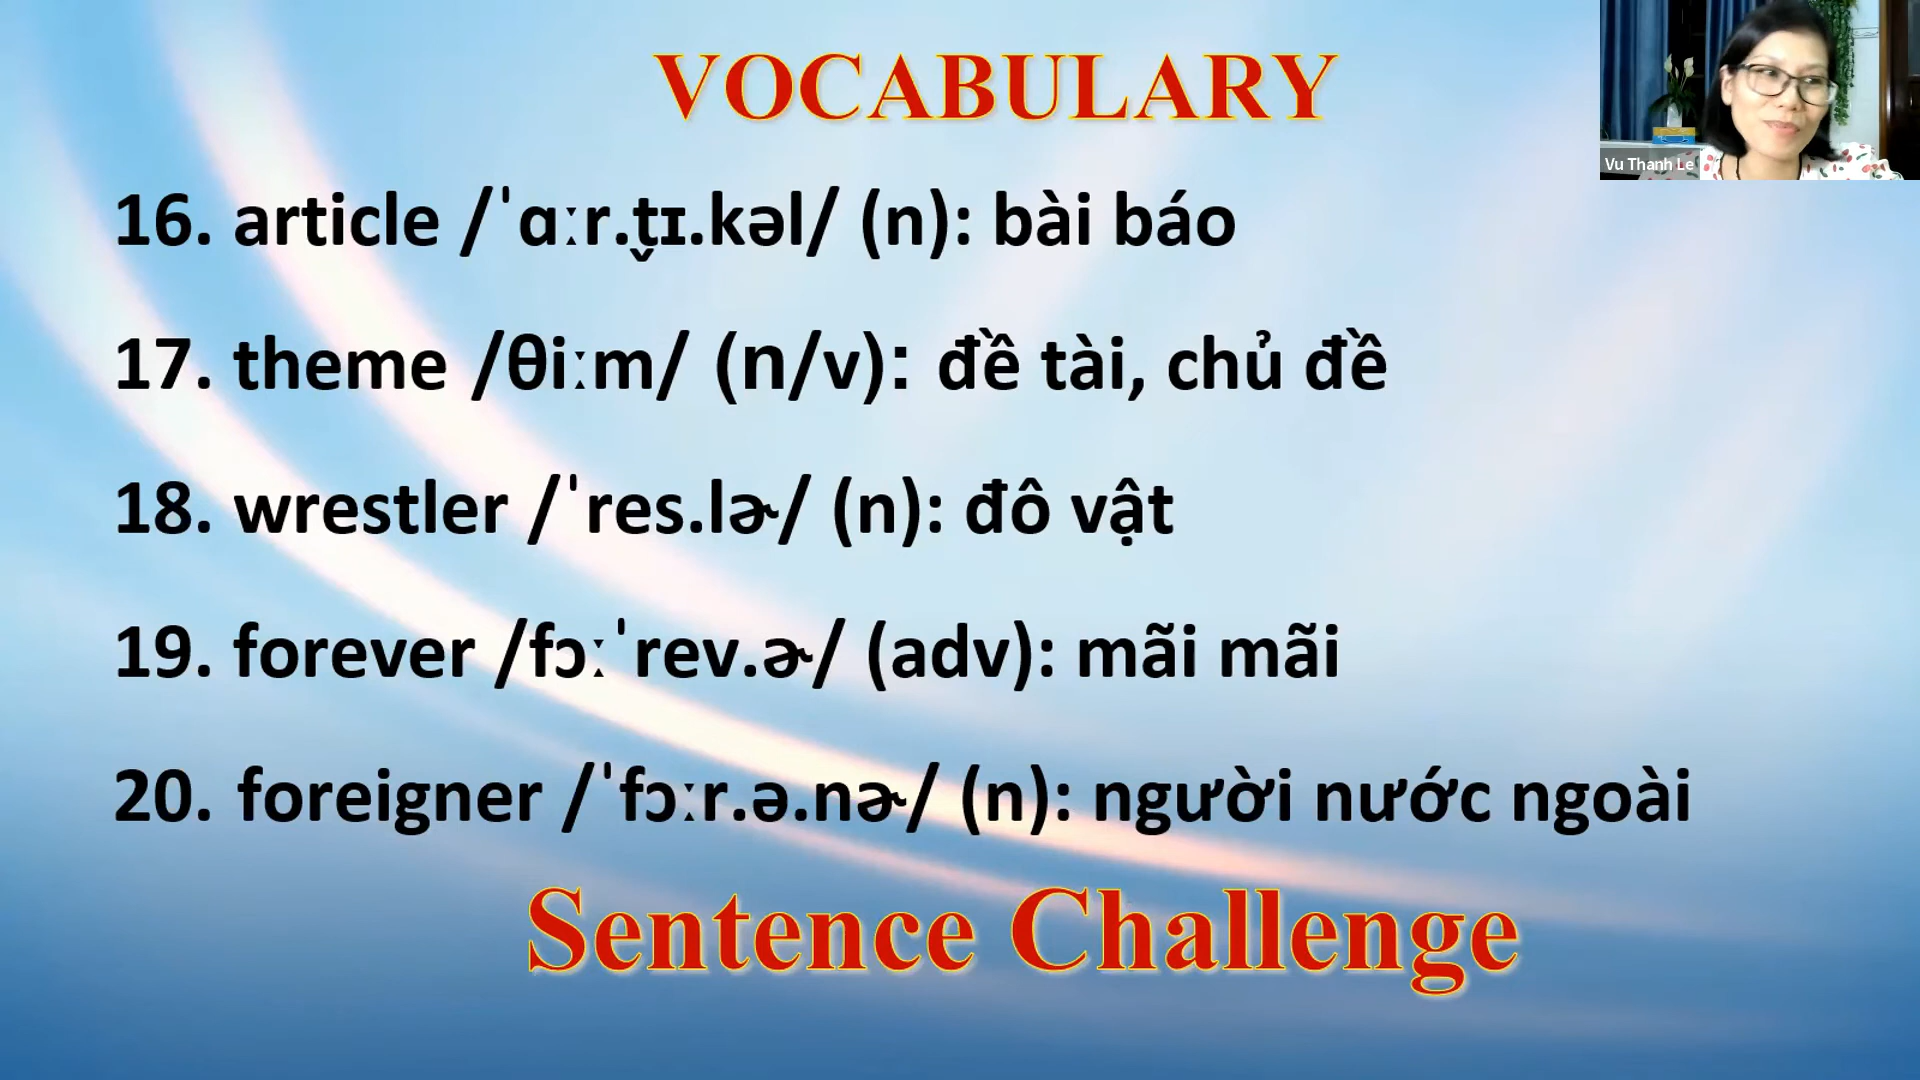 VOCABULARY
Vu Thanh Le
16. article /ˈɑːr.t̬ɪ.kəl/ (n): bài báo
17. theme /θiːm/ (n/v): đề tài, chủ đề
18. wrestler /ˈres.lɚ/ (n): đô vật
19. forever /fɔːˈrev.ɚ/ (adv): mãi mãi
20. foreigner /ˈfɔːr.ə.nɚ/ (n): người nước ngoài
Sentence Challenge